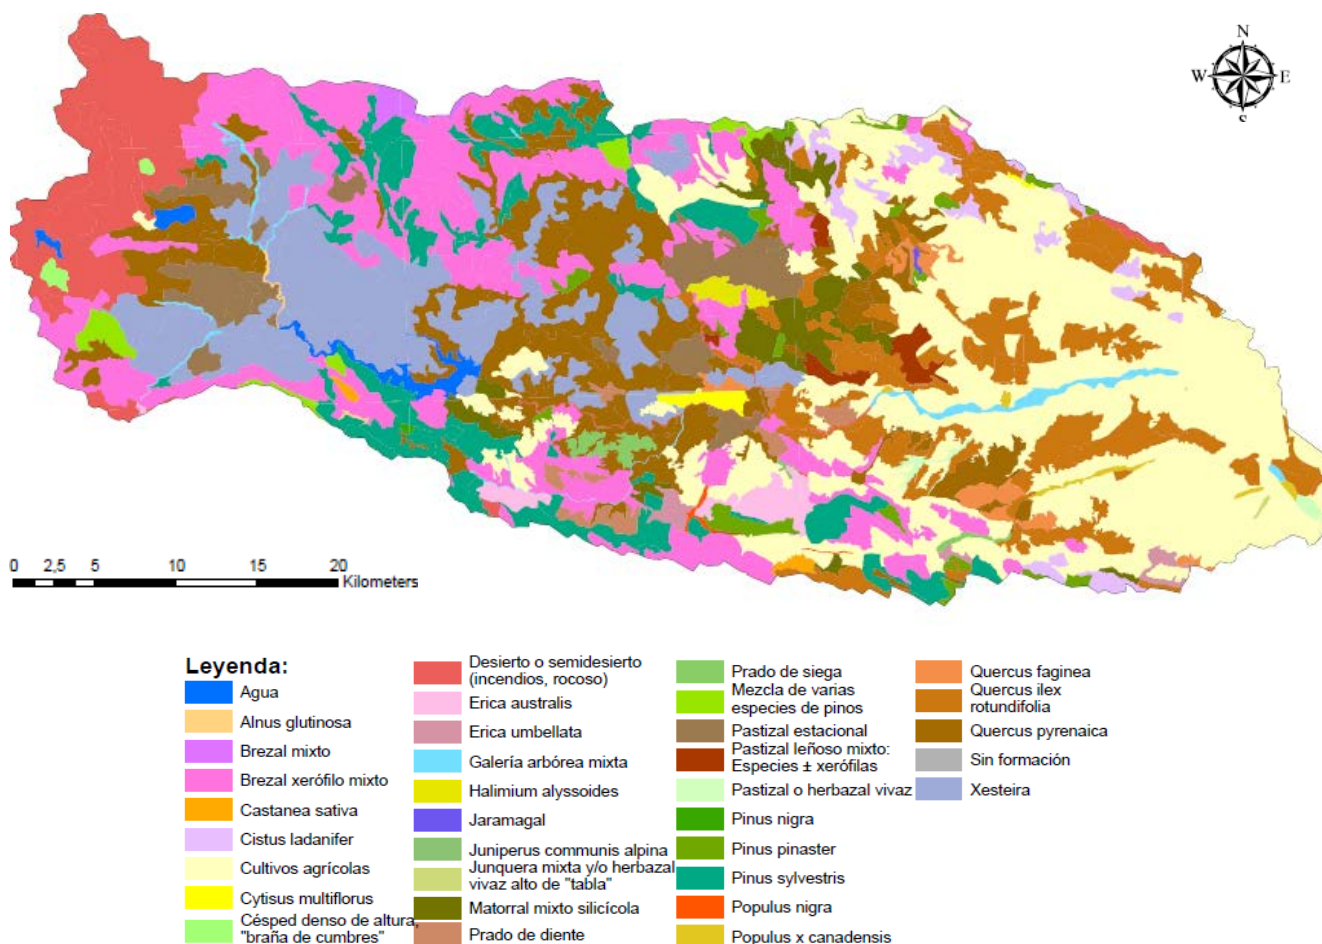 N
W
E
S
0
2,5
5
10
15
20
Kilometers
Leyenda:
Agua
Alnus glutinosa
Brezal mixto
Brezal xerófilo mixto
Castanea sativa
Cistus ladanifer
Cultivos agrícolas
Cytisus multiflorus
Césped denso de altura,
"braña de cumbres"
Desierto o semidesierto
(incendios, rocoso)
Erica australis
Erica umbellata
Galería arbórea mixta
Halimium alyssoides
Jaramagal
Juniperus communis alpina
Junquera mixta y/o herbazal
vivaz alto de "tabla"
Matorral mixto silicícola
Prado de diente
Prado de siega
Mezcla de varias
especies de pinos
Pastizal estacional
Pastizal leñoso mixto:
Especies ± xerófilas
Pastizal o herbazal vivaz
Pinus nigra
Pinus pinaster
Pinus sylvestris
Populus nigra
Populus x canadensis
Quercus faginea
Quercus ilex
rotundifolia
Quercus pyrenaica
Sin formación
Xesteira